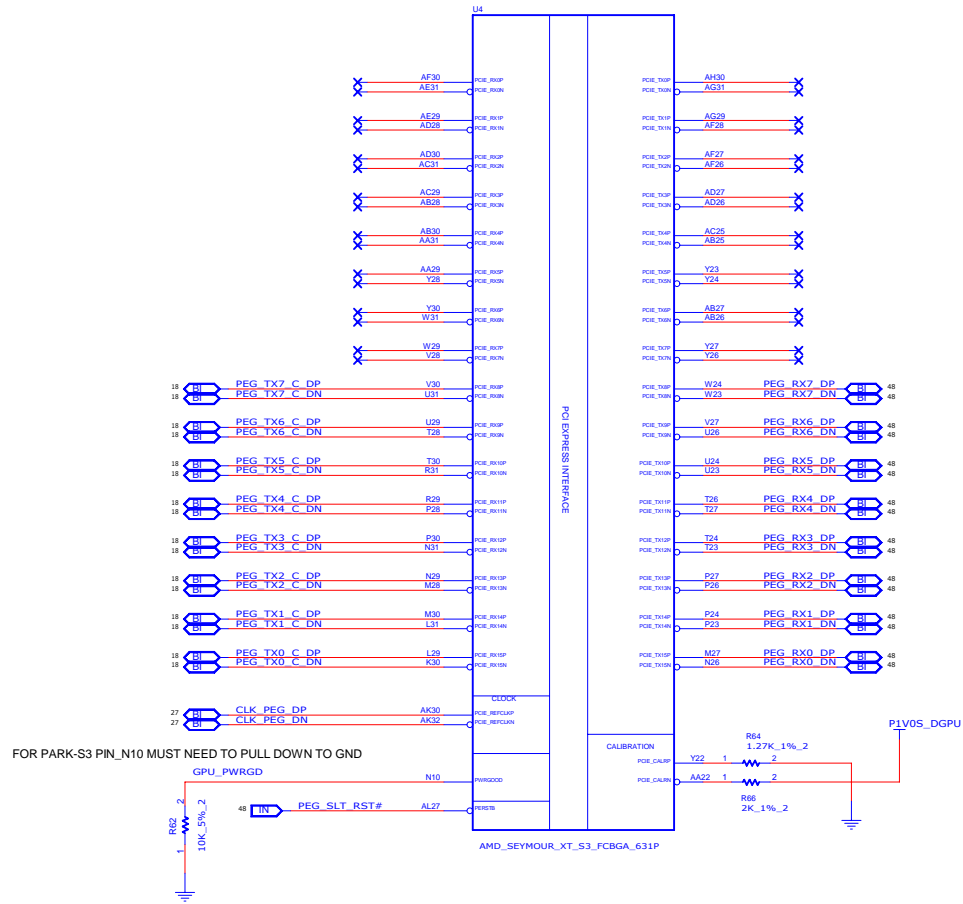 U4
AF30 PCIE_RX0P PCIE_TX0P AH30
AE31 PCIE_RX0N PCIE_TX0N AG31
AE29 PCIE_RX1P PCIE_TX1P AG29
AD28 PCIE_RX1N PCIE_TX1N AF28
AD30 PCIE_RX2P PCIE_TX2P AF27
AC31 PCIE_RX2N PCIE_TX2N AF26
AC29 PCIE_RX3P PCIE_TX3P AD27
AB28 PCIE_RX3N PCIE_TX3N AD26
AB30 PCIE_RX4P PCIE_TX4P AC25
AA31 PCIE_RX4N PCIE_TX4N AB25
AA29 PCIE_RX5P PCIE_TX5P Y23
Y28 PCIE_RX5N PCIE_TX5N Y24
Y30 PCIE_RX6P PCIE_TX6P AB27
W31 PCIE_RX6N PCIE_TX6N AB26
W29 PCIE_RX7P PCIE_TX7P Y27
V28 PCIE_RX7N PCIE_TX7N Y26
18 BI PEG_TX7_C_DP V30 PCIE_RX8P PCIE_TX8P W24 PEG_RX7_DP BI 48
18 BI PEG_TX7_C_DN U31 PCIE_RX8N PCIE_TX8N W23 PEG_RX7_DN BI 48
18 BI PEG_TX6_C_DP U29 PCIE_RX9P PCIE_TX9P V27 PEG_RX6_DP BI 48
18 BI PEG_TX6_C_DN T28 PCIE_RX9N PCIE_TX9N U26 PEG_RX6_DN BI 48
18 BI PEG_TX5_C_DP T30 PCIE_RX10P PCIE_TX10P U24 PEG_RX5_DP BI 48
18 BI PEG_TX5_C_DN R31 PCIE_RX10N PCIE_TX10N U23 PEG_RX5_DN BI 48
18 BI PEG_TX4_C_DP R29 PCIE_RX11P PCIE_TX11P T26 PEG_RX4_DP BI 48
18 BI PEG_TX4_C_DN P28 PCIE_RX11N PCIE_TX11N T27 PEG_RX4_DN BI 48
18 BI PEG_TX3_C_DP P30 PCIE_RX12P PCIE_TX12P T24 PEG_RX3_DP BI 48
18 BI PEG_TX3_C_DN N31 PCIE_RX12N PCIE_TX12N T23 PEG_RX3_DN BI 48
18 BI PEG_TX2_C_DP N29 PCIE_RX13P PCIE_TX13P P27 PEG_RX2_DP BI 48
18 BI PEG_TX2_C_DN M28 PCIE_RX13N PCIE_TX13N P26 PEG_RX2_DN BI 48
18 BI PEG_TX1_C_DP M30 PCIE_RX14P PCIE_TX14P P24 PEG_RX1_DP BI 48
18 BI PEG_TX1_C_DN L31 PCIE_RX14N PCIE_TX14N P23 PEG_RX1_DN BI 48
18 BI PEG_TX0_C_DP L29 PCIE_RX15P PCIE_TX15P M27 PEG_RX0_DP BI 48
18 BI PEG_TX0_C_DN K30 PCIE_RX15N PCIE_TX15N N26 PEG_RX0_DN BI 48
PCI EXPRESS INTERFACE
CLOCK
27 BI CLK_PEG_DP AK30 PCIE_REFCLKP
27 BI CLK_PEG_DN AK32 PCIE_REFCLKN
P1V0S_DGPU
FOR PARK-S3 PIN_N10 MUST NEED TO PULL DOWN TO GND
CALIBRATION
R64
1.27K_1%_2
PCIE_CALRP Y22 1 2
PCIE_CALRN AA22 1 2
R66
2K_1%_2
GPU_PWRGD
N10 PWRGOOD
48 IN PEG_SLT_RST# AL27 PERSTB
2
R62
10K_5%_2
1
AMD_SEYMOUR_XT_S3_FCBGA_631P